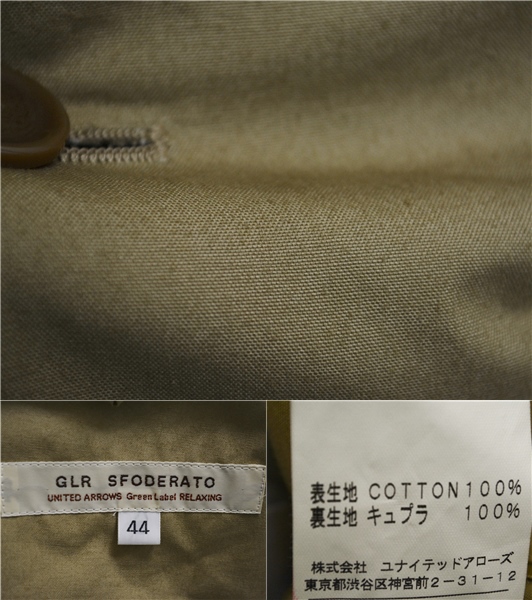 GLR SFODERATO
UNITED ARROWS Green Label RELAXING
44
表生地 COTTON100%
裏生地 キュプラ 100%
株式会社 ユナイテッドアローズ
東京都渋谷区神宮前2-31-12